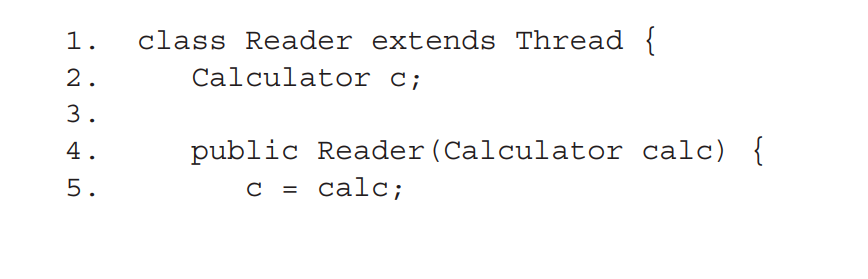 1. class Reader extends Thread {
2. Calculator c;
3.
4. public Reader(Calculator calc) {
5. c = calc;